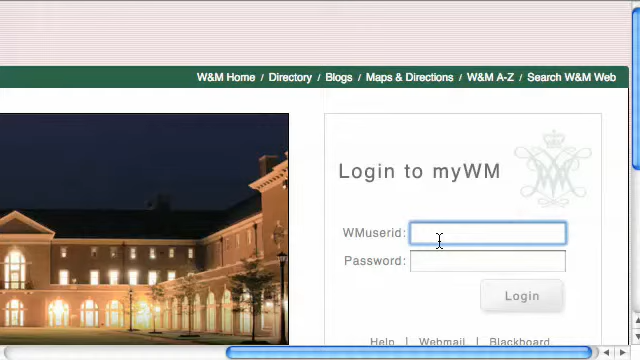 W&M Home / Directory / Blogs / Maps & Directions / W&M A-Z / Search W&M Web
Login to myWM
WMuserid:
Password:
Login
Help | Webmail | Blackboard